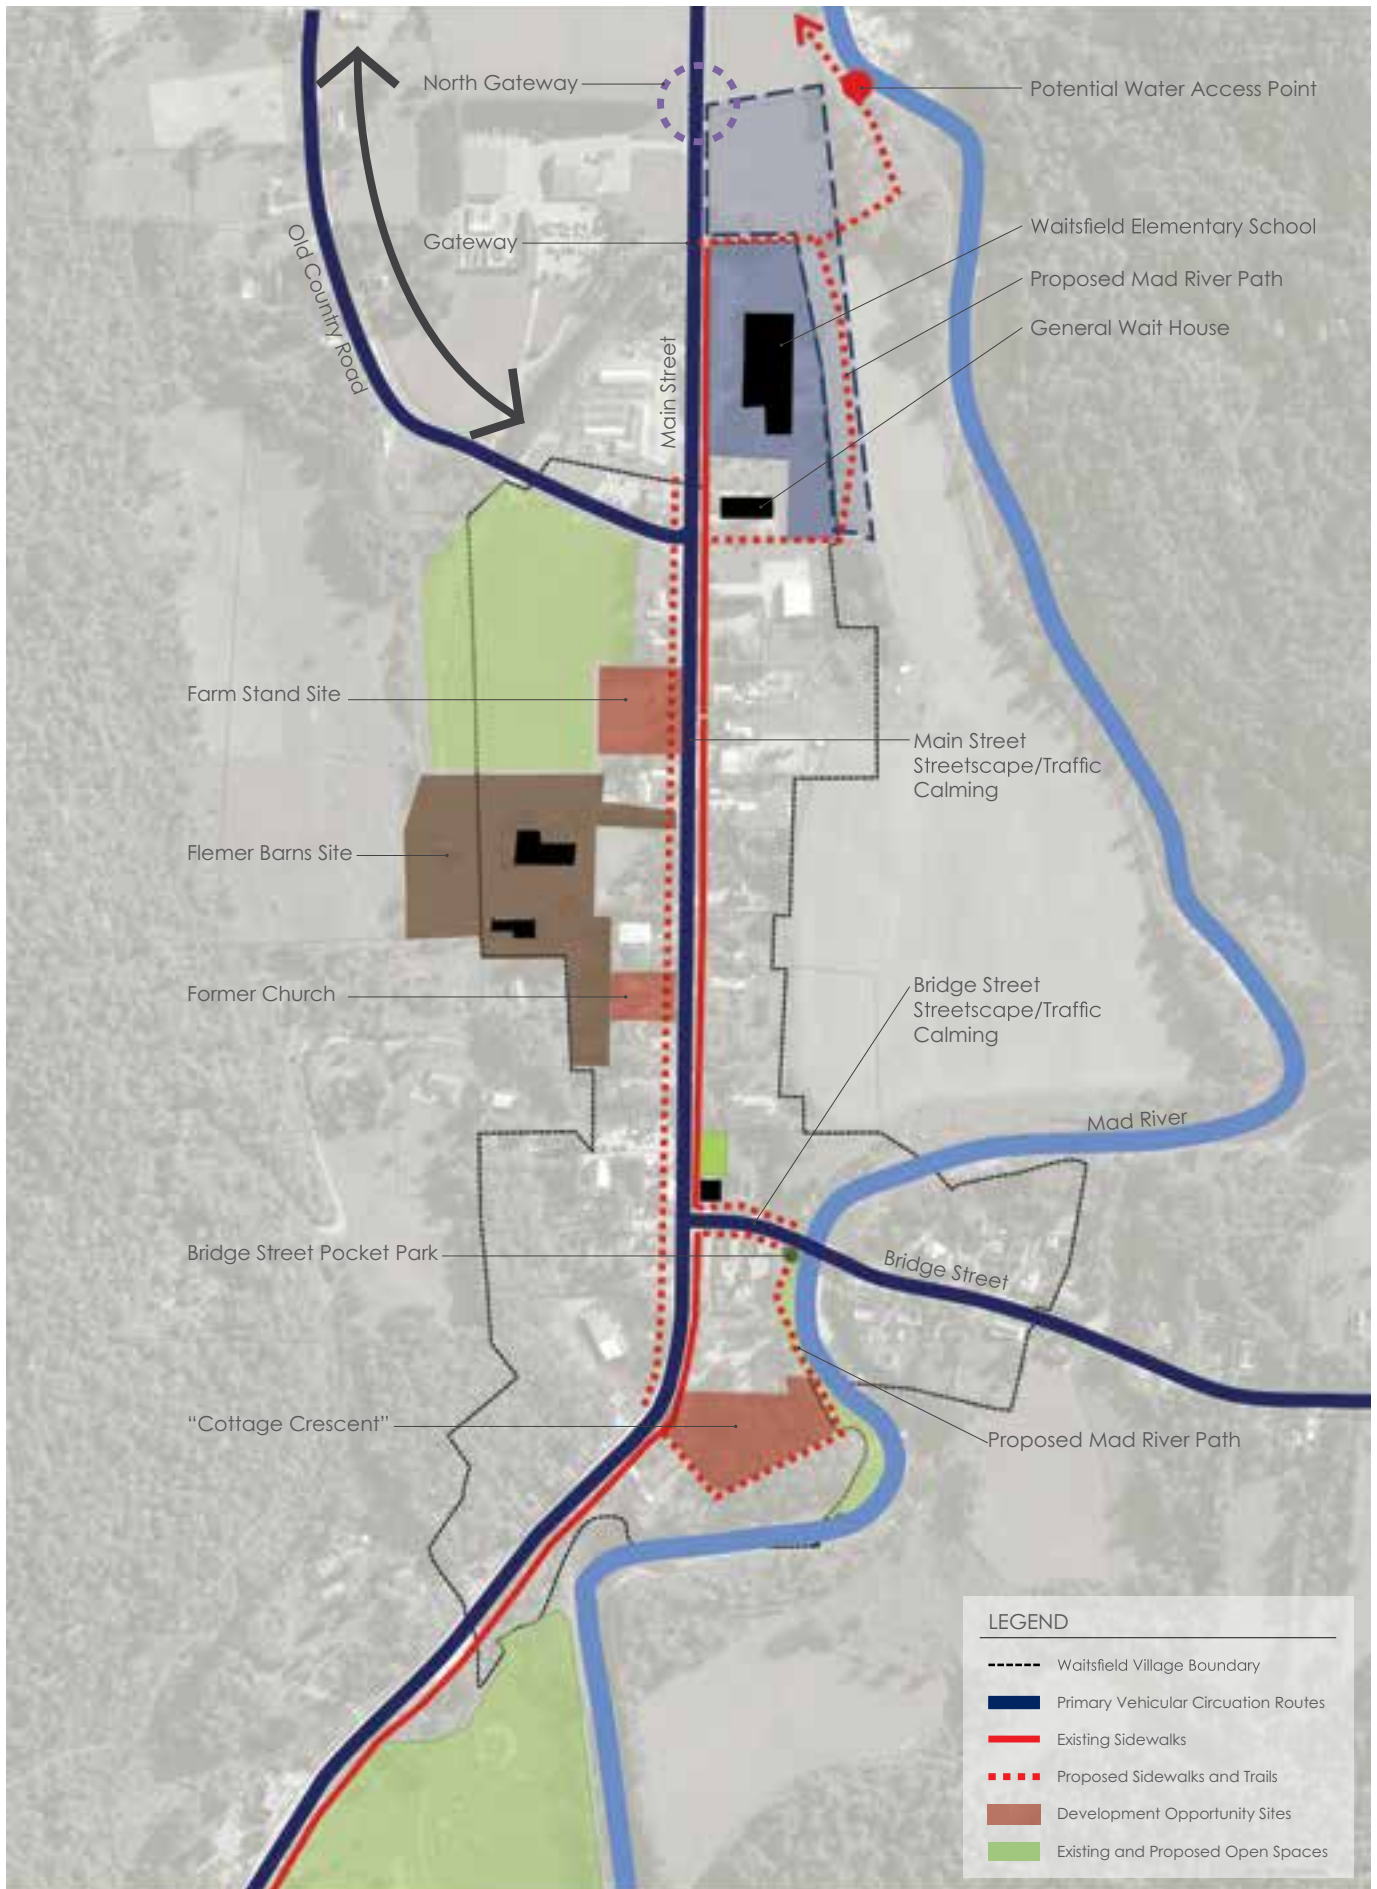 North Gateway
Potential Water Access Point
Waitsfield Elementary School
Gateway
Old Country Road
Proposed Mad River Path
General Wait House
Main Street
Farm Stand Site
Main Street
Streetscape/Traffic
Calming
Flemer Barns Site
Former Church
Bridge Street
Streetscape/Traffic
Calming
Mad River
Bridge Street Pocket Park
Bridge Street
“Cottage Crescent”
Proposed Mad River Path
LEGEND
Waitsfield Village Boundary
Primary Vehicular Circuation Routes
Existing Sidewalks
Proposed Sidewalks and Trails
Development Opportunity Sites
Existing and Proposed Open Spaces